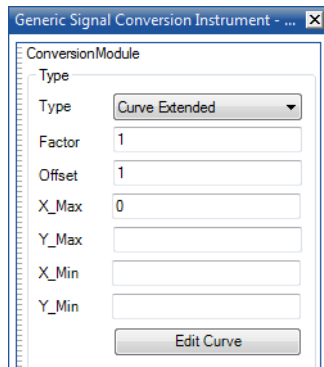 Generic Signal Conversion Instrument - ...
ConversionModule
Type
Type Curve Extended
Factor 1
Offset 1
X_Max 0
Y_Max
X_Min
Y_Min
Edit Curve